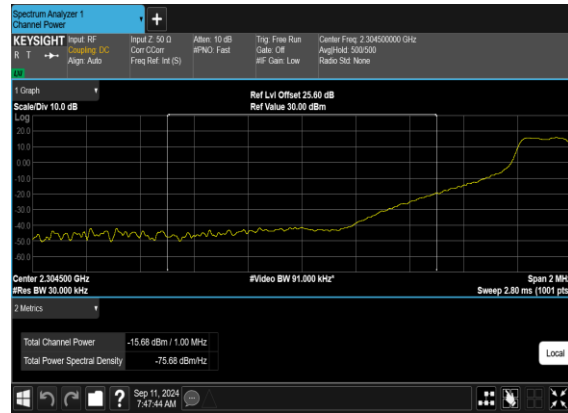 Spectrum Analyzer 1
Channel Power
+
KEYSIGHT Input: RF Input Z: 50 Ω Atten: 10 dB Trig: Free Run Center Freq: 2.304500000 GHz
R T Coupling: DC Corr CCorr #PNO: Fast Gate: Off Avg|Hold: 500/500
Align: Auto Freq Ref: Int (S) #IF Gain: Low Radio Std: None
1 Graph
Ref Lvl Offset 25.60 dB
Scale/Div 10.0 dB Ref Value 30.00 dBm
Log
20.0
10.0
0.00
-10.0
-20.0
-30.0
-40.0
-50.0
-60.0
Center 2.304500 GHz #Video BW 91.000 kHz* Span 2 MHz
#Res BW 30.000 kHz Sweep 2.80 ms (1001 pts
2 Metrics
Total Channel Power -15.68 dBm / 1.00 MHz
Total Power Spectral Density -75.68 dBm/Hz
Local
?
Sep 11, 2024
7:47:44 AM